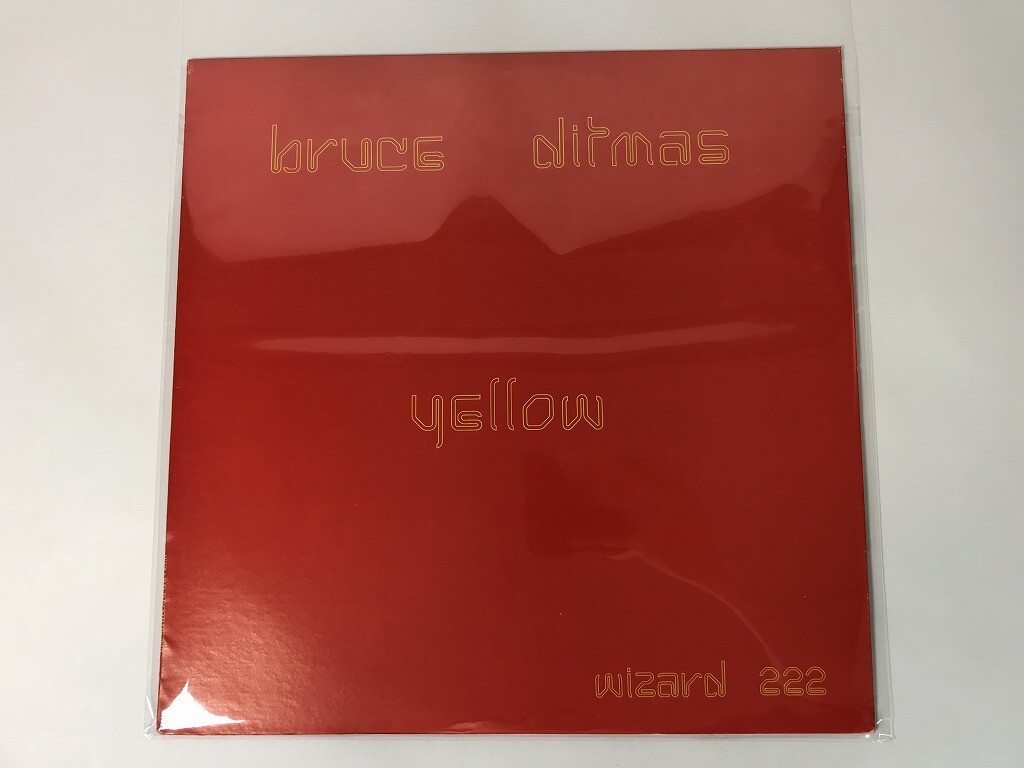 bruce ditmas
yellow
wizard 222